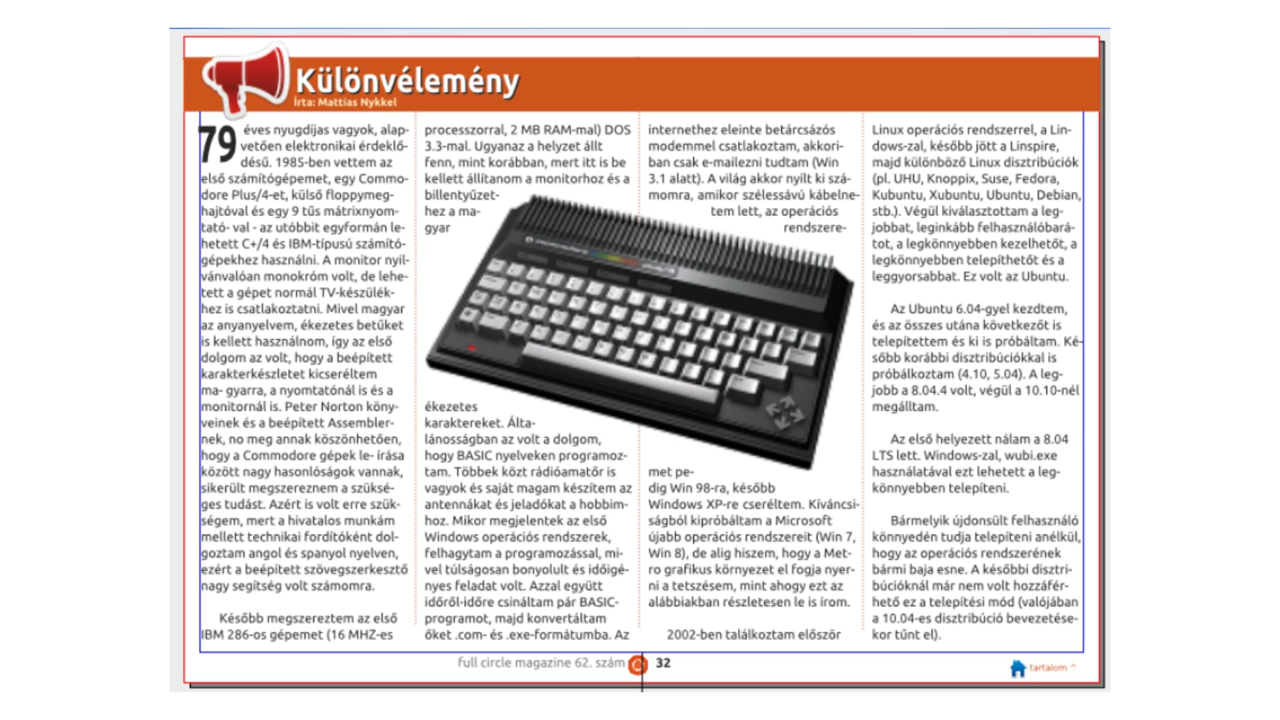 Különvélemény
Írta: Mattias Nykkel
79 éves nyugdíjas vagyok, alap-
vetően elektronikai érdeklő-
désű. 1985-ben vettem az
első számítógépemet, egy Commo-
dore Plus/4-et, külső floppymeg-
hajtóval és egy 9 tűs mátrixnyom-
tató- val - az utóbbit egyformán le-
hetett C+/4 és IBM-típusú számító-
gépekhez használni. A monitor nyil-
vánvalóan monokróm volt, de lehe-
tett a gépet normál TV-készülék-
hez is csatlakoztatni. Mivel magyar
az anyanyelvem, ékezetes betűket
is kellett használnom, így az első
dolgom az volt, hogy a beépített
karakterkészletet kicseréltem
ma- gyarra, a nyomtatónál is és a
monitornál is. Peter Norton köny-
veinek és a beépített Assembler-
nek, no meg annak köszönhetően,
hogy a Commodore gépek le- írása
között nagy hasonlóságok vannak,
sikerült megszereznem a szüksé-
ges tudást. Azért is volt erre szük-
ségem, mert a hivatalos munkám
mellett technikai fordítóként dol-
goztam angol és spanyol nyelven,
ezért a beépített szövegszerkesztő
nagy segítség volt számomra.
Később megszereztem az első
IBM 286-os gépemet (16 MHZ-es
processzorral, 2 MB RAM-mal) DOS
3.3-mal. Ugyanaz a helyzet állt
fenn, mint korábban, mert itt is be
kellett állítanom a monitorhoz és a
billentyűzet-
hez a ma-
gyar
ékezetes
karaktereket. Álta-
lánosságban az volt a dolgom,
hogy BASIC nyelveken programoz-
tam. Többek közt rádióamatőr is
vagyok és saját magam készítem az
antennákat és jeladókat a hobbim-
hoz. Mikor megjelentek az első
Windows operációs rendszerek,
felhagytam a programozással, mi-
vel túlságosan bonyolult és időigé-
nyes feladat volt. Azzal együtt
időről-időre csináltam pár BASIC-
programot, majd konvertáltam
őket .com- és .exe-formátumba. Az
internethez eleinte betárcsázós
modemmel csatlakoztam, akkori-
ban csak e-mailezni tudtam (Win
3.1 alatt). A világ akkor nyílt ki szá-
momra, amikor szélessávú kábelne-
tem lett, az operációs
rendszere-
met pe-
dig Win 98-ra, később
Windows XP-re cseréltem. Kíváncsi-
ságból kipróbáltam a Microsoft
újabb operációs rendszereit (Win 7,
Win 8), de alig hiszem, hogy a Met-
ro grafikus környezet el fogja nyer-
ni a tetszésem, mint ahogy ezt az
alábbiakban részletesen le is írom.
2002-ben találkoztam először
Linux operációs rendszerrel, a Lin-
dows-zal, később jött a Linspire,
majd különböző Linux disztribúciók
(pl. UHU, Knoppix, Suse, Fedora,
Kubuntu, Xubuntu, Ubuntu, Debian,
stb.). Végül kiválasztottam a leg-
jobbat, leginkább felhasználóbará-
tot, a legkönnyebben kezelhetőt, a
legkönnyebben telepíthetőt és a
leggyorsabbat. Ez volt az Ubuntu.
Az Ubuntu 6.04-gyel kezdtem,
és az összes utána következőt is
telepítettem és ki is próbáltam. Ké-
sőbb korábbi disztribúciókkal is
próbálkoztam (4.10, 5.04). A leg-
jobb a 8.04.4 volt, végül a 10.10-nél
megálltam.
Az első helyezett nálam a 8.04
LTS lett. Windows-zal, wubi.exe
használatával ezt lehetett a leg-
könnyebben telepíteni.
Bármelyik újdonsült felhasználó
könnyedén tudja telepíteni anélkül,
hogy az operációs rendszerének
bármi baja esne. A későbbi disztri-
búcióknál már nem volt hozzáfér-
hető ez a telepítési mód (valójában
a 10.04-es disztribúció bevezetése-
kor tűnt el).
full circle magazine 62. szám 32
tartalom ^